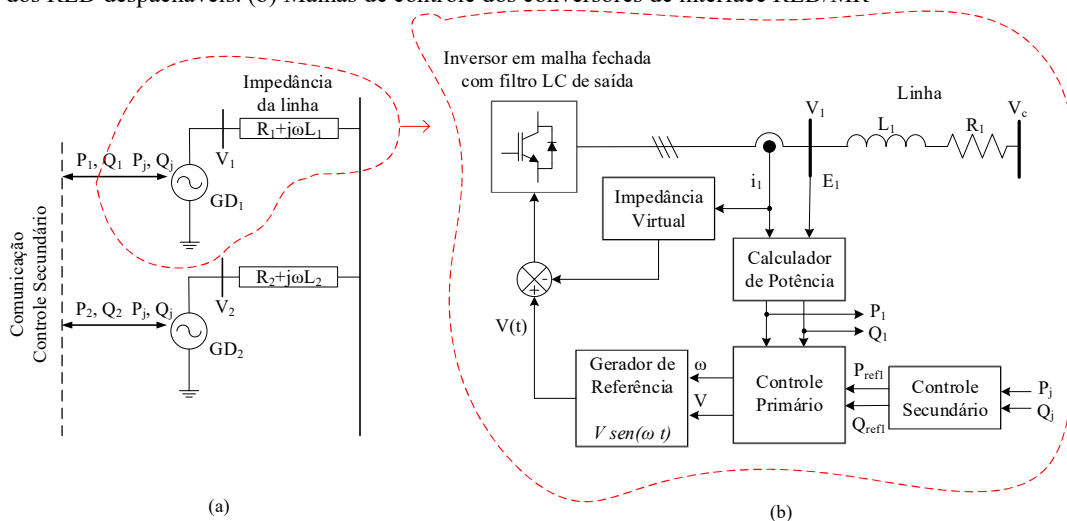 dos RED despacháveis. (b) Malhas de controle dos conversores de interface RED/MR
Impedância
da linha
R₁+jωL₁
V₁
P₁, Q₁ Pⱼ, Qⱼ
GD₁
R₂+jωL₂
V₂
P₂, Q₂ Pⱼ, Qⱼ
GD₂
Comunicação
Controle Secundário
(a)
Inversor em malha fechada
com filtro LC de saída
V₁
Linha
V꜀
L₁
R₁
i₁
E₁
Impedância
Virtual
Calculador
de Potência
-
+
P₁
Q₁
V(t)
Gerador de
Referência
V sen(ω t)
ω
V
Controle
Primário
Pref1
Qref1
Controle
Secundário
Pⱼ
Qⱼ
(b)